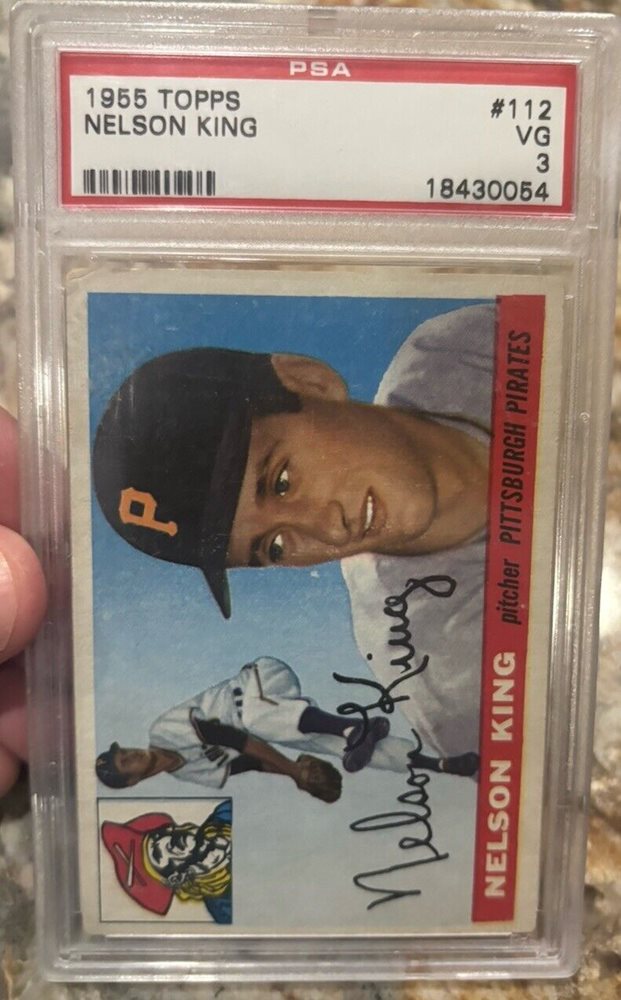 PSA
1955 TOPPS #112
NELSON KING VG
3
18430054
P
Nelson King
NELSON KING pitcher PITTSBURGH PIRATES